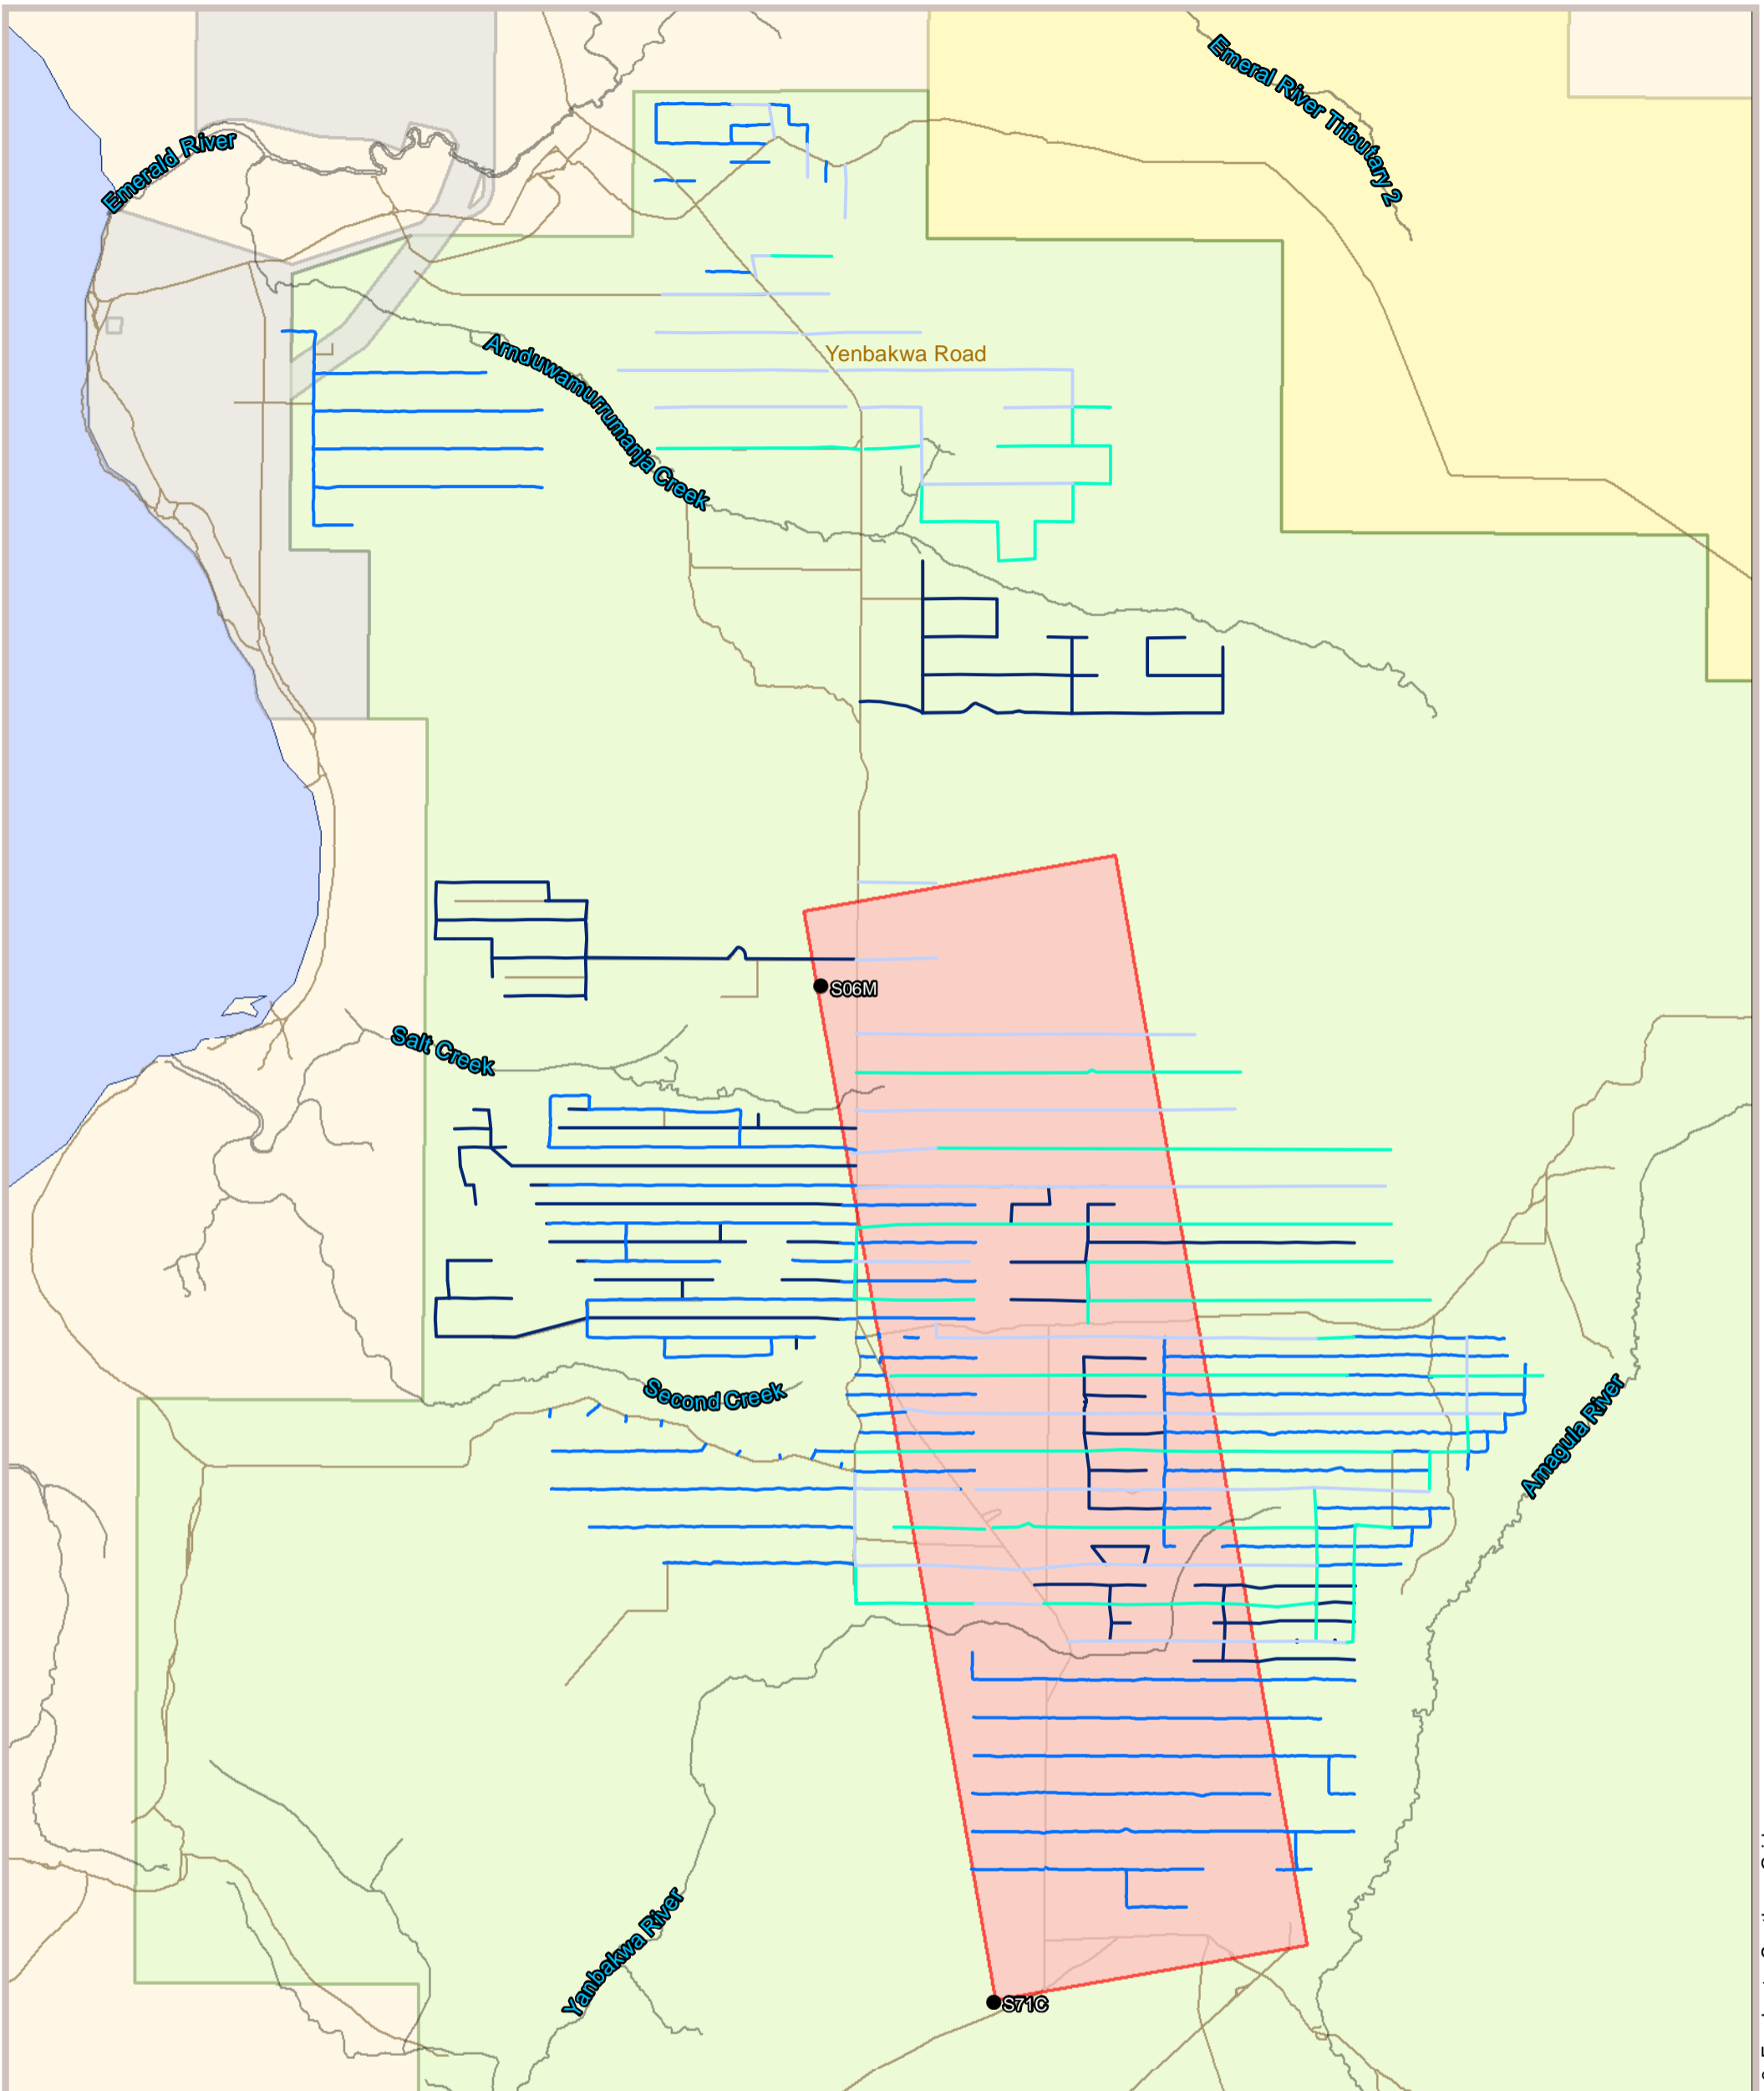 Emeral River Tributary 2
Emerald River
Arnduwamurrumanja Creek
Yenbakwa Road
S06M
Salt Creek
Second Creek
Amagula River
Yanbakwa River
S71C